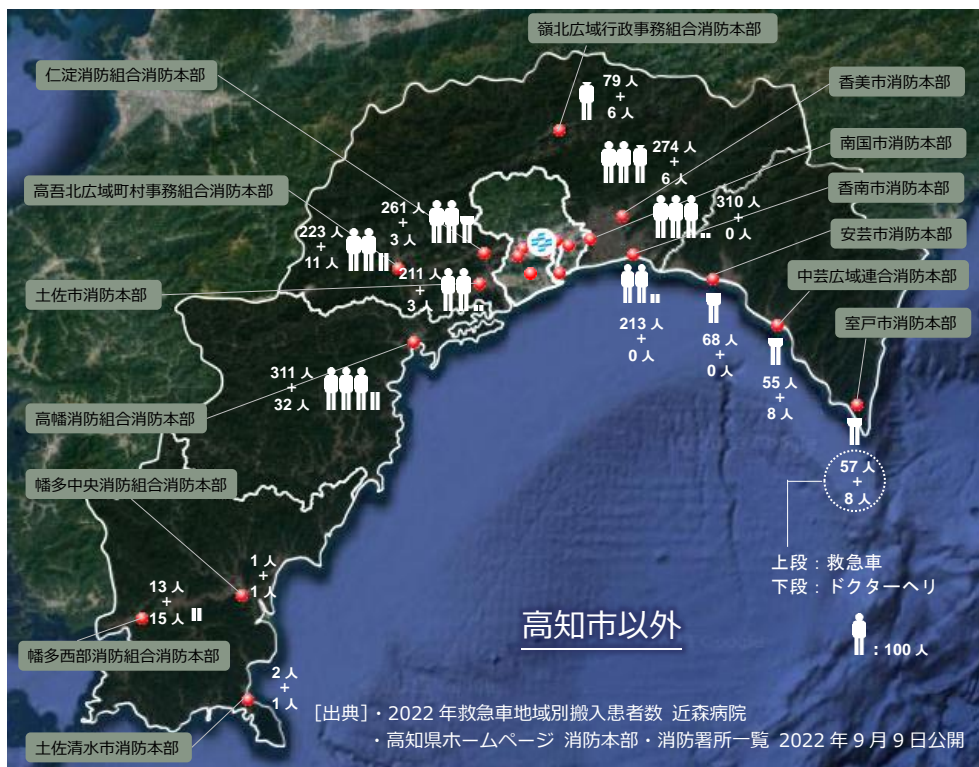 嶺北広域行政事務組合消防本部
仁淀消防組合消防本部
79 人
+
6 人
香美市消防本部
274 人
+
6 人
南国市消防本部
高吾北広域町村事務組合消防本部
261 人
+
3 人
310 人
+
0 人
香南市消防本部
223 人
+
11 人
安芸市消防本部
土佐市消防本部
211 人
+
3 人
中芸広域連合消防本部
213 人
+
0 人
68 人
+
0 人
室戸市消防本部
311 人
+
32 人
55 人
+
8 人
高幡消防組合消防本部
57 人
+
8 人
幡多中央消防組合消防本部
1 人
+
1 人
上段：救急車
下段：ドクターヘリ
13 人
+
15 人
高知市以外
：100 人
幡多西部消防組合消防本部
2 人
+
1 人
土佐清水市消防本部
［出典］・2022 年救急車地域別搬入患者数 近森病院
・高知県ホームページ 消防本部・消防署所一覧 2022 年 9 月 9 日公開